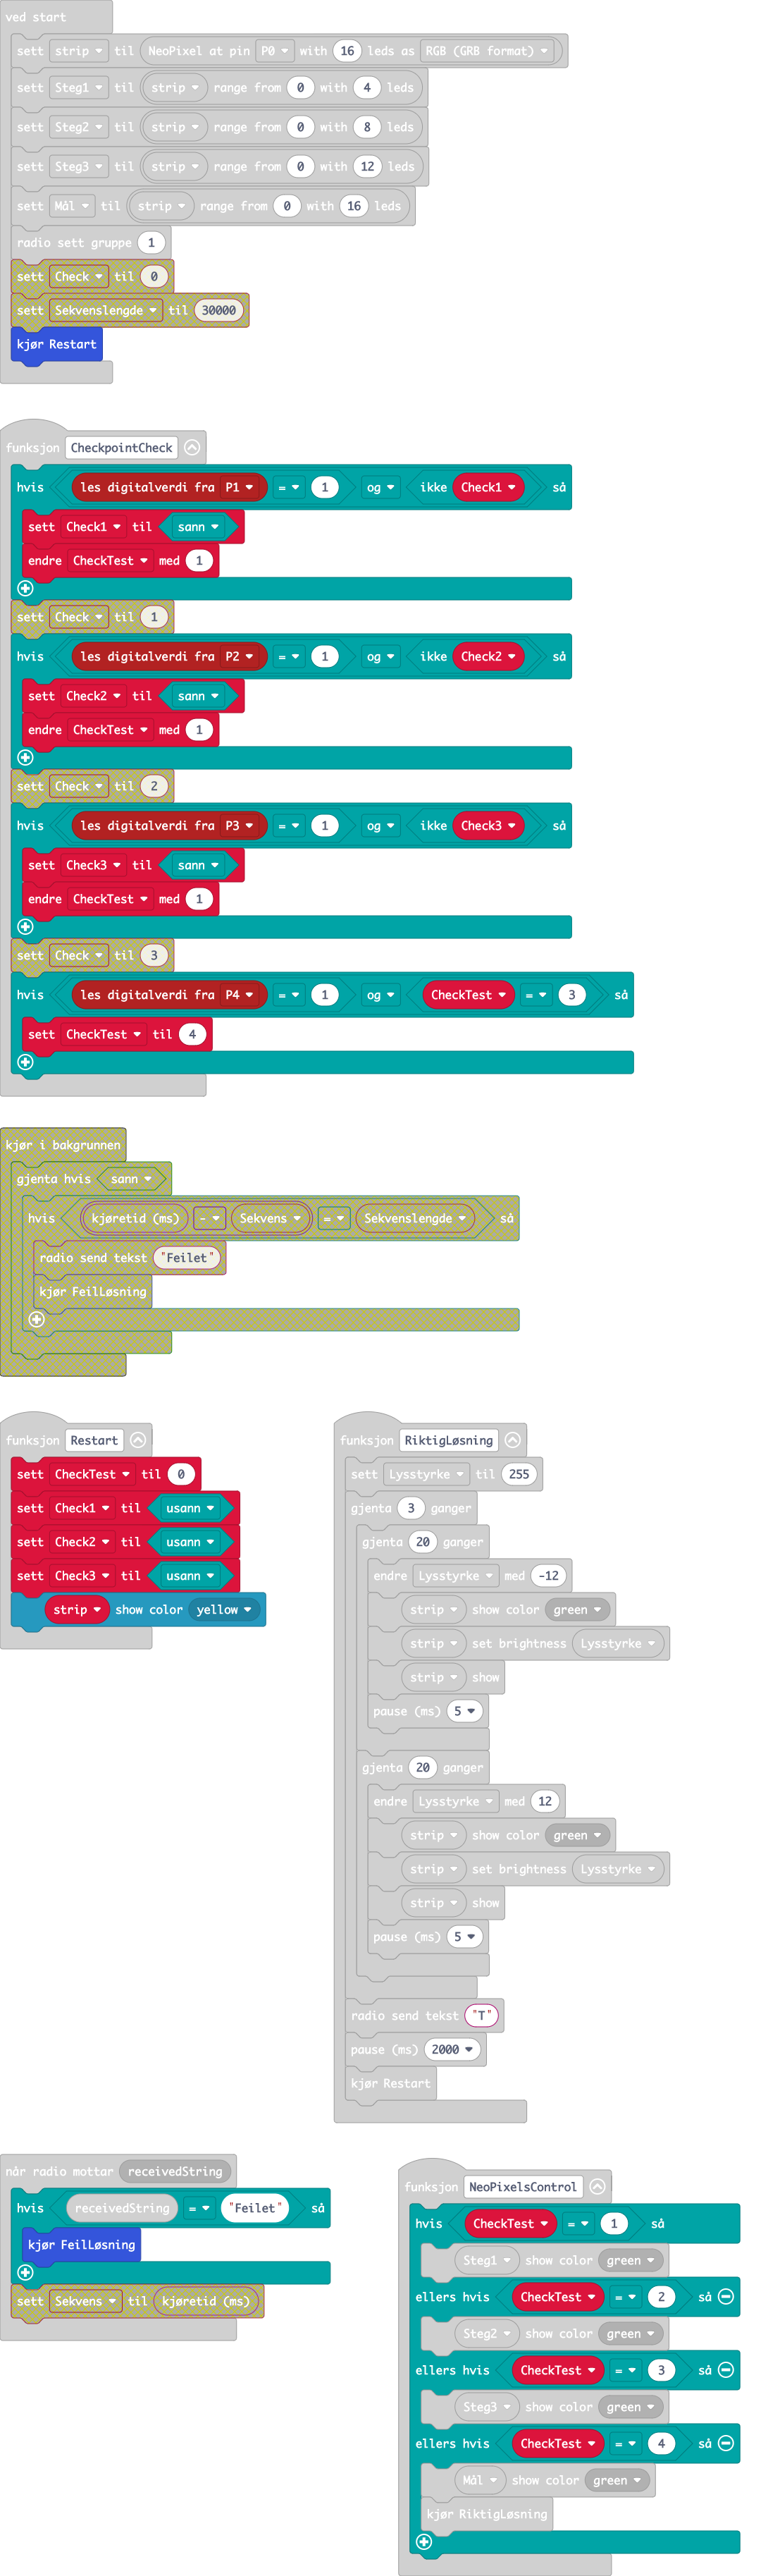 ved start
sett strip til NeoPixel at pin P0 with 16 leds as RGB (GRB format)
sett Steg1 til strip range from 0 with 4 leds
sett Steg2 til strip range from 0 with 8 leds
sett Steg3 til strip range from 0 with 12 leds
sett Mål til strip range from 0 with 16 leds
radio sett gruppe 1
sett Check til 0
sett Sekvenslengde til 30000
kjør Restart
funksjon CheckpointCheck
hvis les digitalverdi fra P1 = 1 og ikke Check1 så
sett Check1 til sann
endre CheckTest med 1
sett Check til 1
hvis les digitalverdi fra P2 = 1 og ikke Check2 så
sett Check2 til sann
endre CheckTest med 1
sett Check til 2
hvis les digitalverdi fra P3 = 1 og ikke Check3 så
sett Check3 til sann
endre CheckTest med 1
sett Check til 3
hvis les digitalverdi fra P4 = 1 og CheckTest = 3 så
sett CheckTest til 4
kjør i bakgrunnen
gjenta hvis sann
hvis kjøretid (ms) - Sekvens = Sekvenslengde så
radio send tekst "Feilet"
kjør FeilLøsning
funksjon Restart
sett CheckTest til 0
sett Check1 til usann
sett Check2 til usann
sett Check3 til usann
strip show color yellow
funksjon RiktigLøsning
sett Lysstyrke til 255
gjenta 3 ganger
gjenta 20 ganger
endre Lysstyrke med -12
strip show color green
strip set brightness Lysstyrke
strip show
pause (ms) 5
gjenta 20 ganger
endre Lysstyrke med 12
strip show color green
strip set brightness Lysstyrke
strip show
pause (ms) 5
radio send tekst "T"
pause (ms) 2000
kjør Restart
når radio mottar receivedString
hvis receivedString = "Feilet" så
kjør FeilLøsning
sett Sekvens til kjøretid (ms)
funksjon NeoPixelsControl
hvis CheckTest = 1 så
Steg1 show color green
ellers hvis CheckTest = 2 så
Steg2 show color green
ellers hvis CheckTest = 3 så
Steg3 show color green
ellers hvis CheckTest = 4 så
Mål show color green
kjør RiktigLøsning